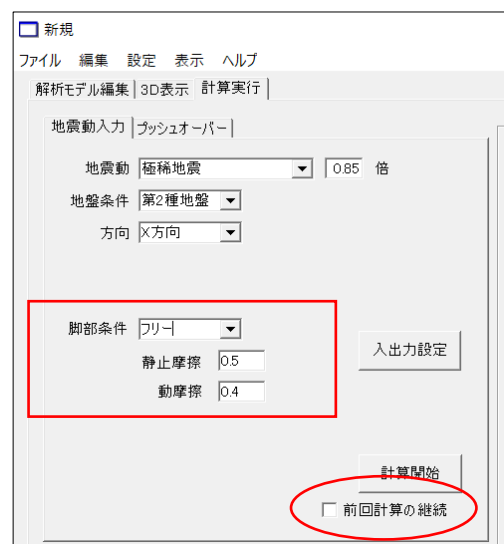 新規
ファイル 編集 設定 表示 ヘルプ
解析モデル編集 3D表示 計算実行
地震動入力 プッシュオーバー
地震動 極稀地震 0.85 倍
地盤条件 第2種地盤
方向 X方向
脚部条件 フリー
入出力設定
静止摩擦 0.5
動摩擦 0.4
計算開始
前回計算の継続